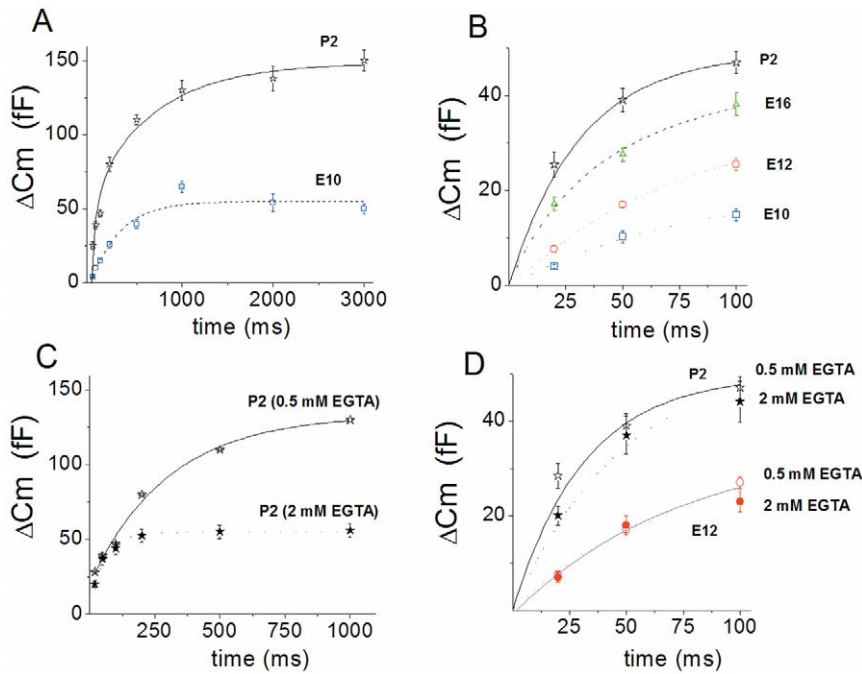 A
P2
E10
ΔCm (fF)
150
100
50
0
1000
2000
3000
time (ms)
B
P2
E16
E12
E10
ΔCm (fF)
40
20
0
25
50
75
100
time (ms)
C
P2 (0.5 mM EGTA)
P2 (2 mM EGTA)
ΔCm (fF)
150
100
50
0
250
500
750
1000
time (ms)
D
P2
0.5 mM EGTA
2 mM EGTA
0.5 mM EGTA
2 mM EGTA
E12
ΔCm (fF)
40
20
25
50
75
100
time (ms)